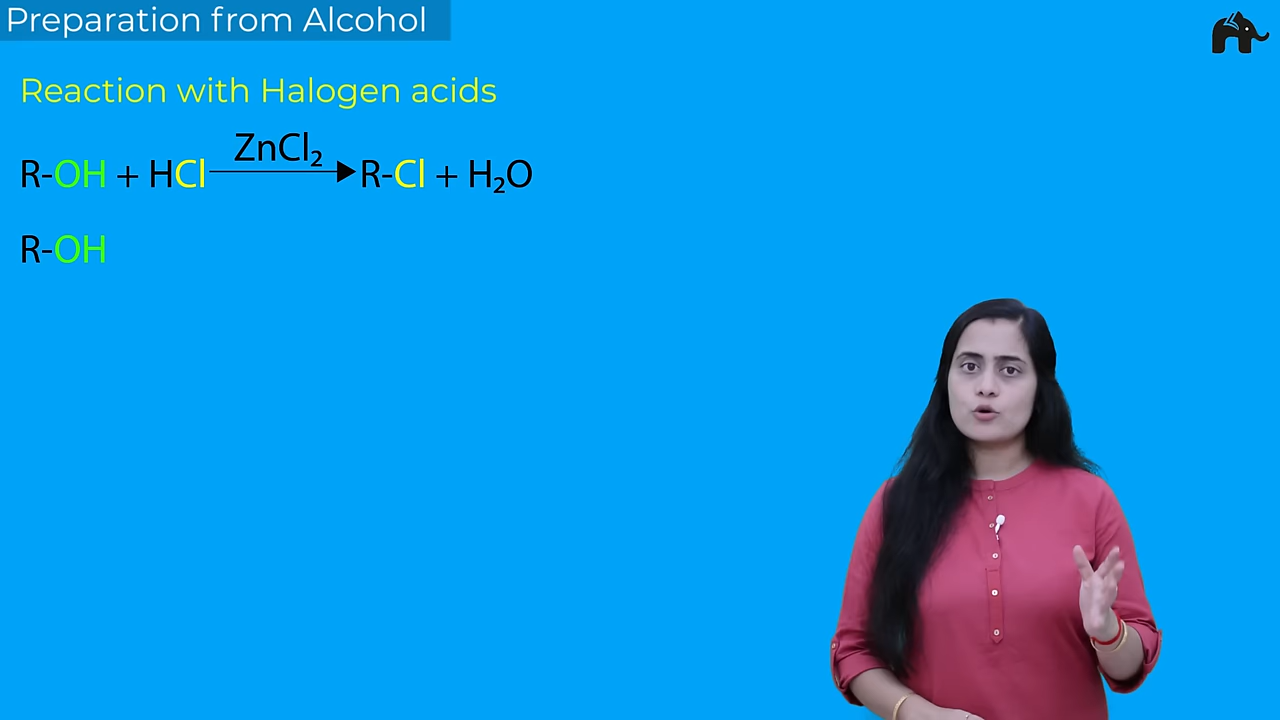 Preparation from Alcohol
Reaction with Halogen acids
ZnCl₂
R-OH + HCl R-Cl + H₂O
R-OH